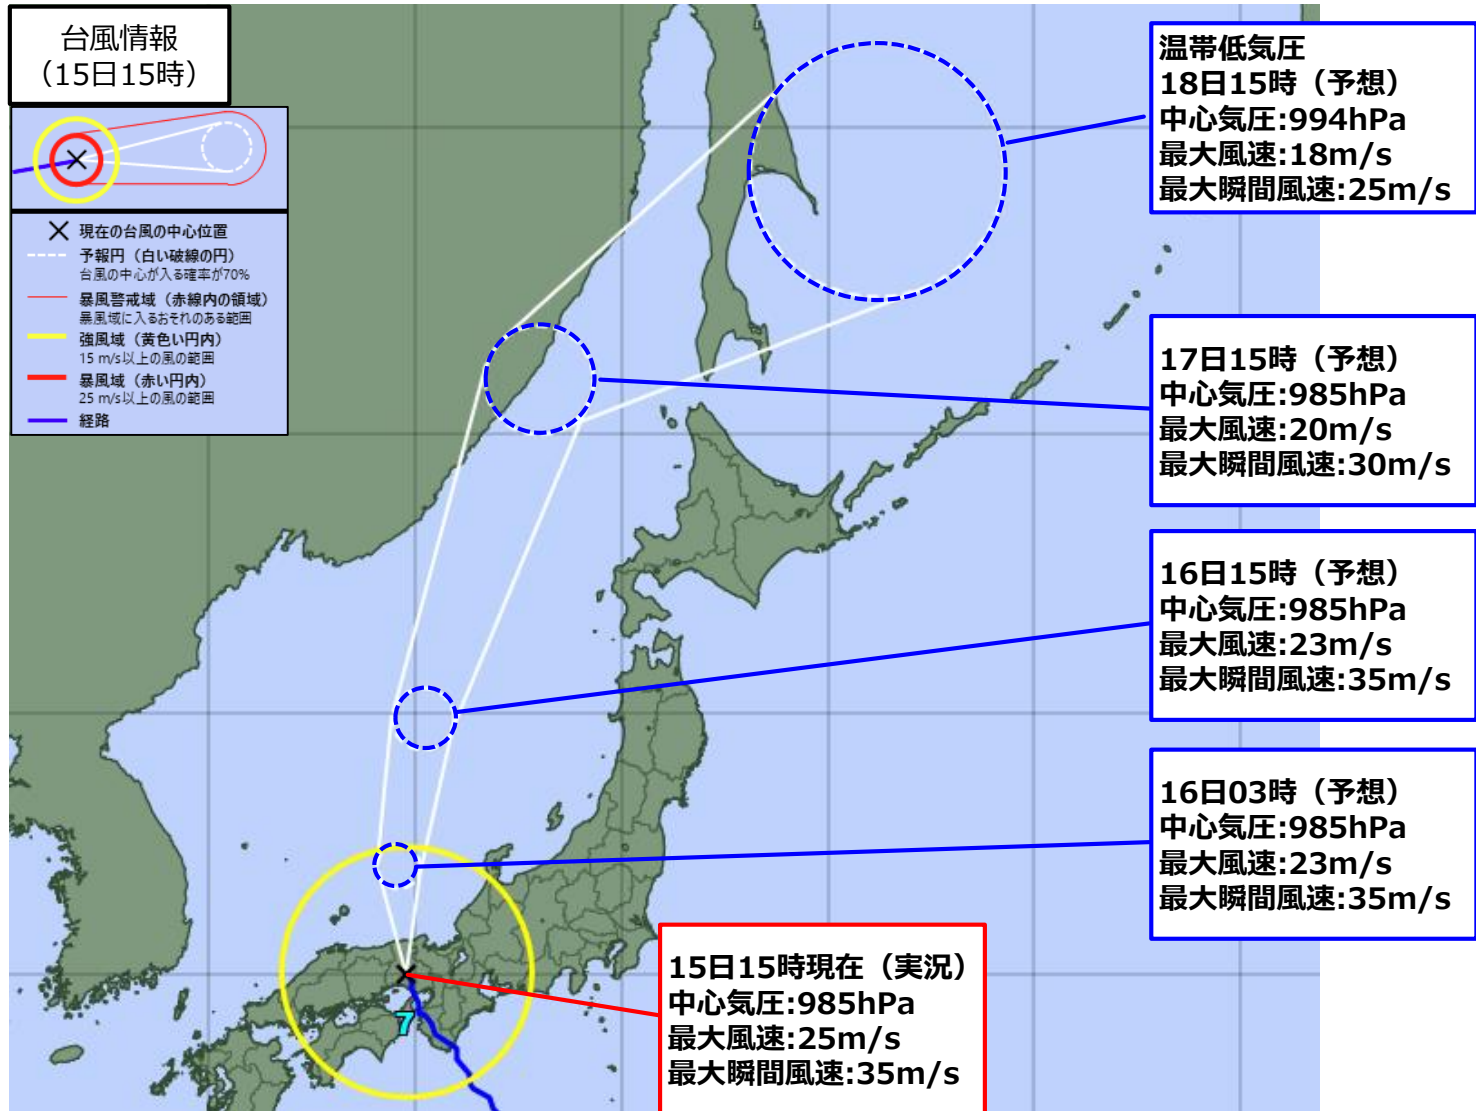 台風情報
（15日15時）
現在の台風の中心位置
予報円（白い破線の円）
台風の中心が入る確率が70%
暴風警戒域（赤線内の領域）
暴風域に入るおそれのある範囲
強風域（黄色い円内）
15 m/s以上の風の範囲
暴風域（赤い円内）
25 m/s以上の風の範囲
経路
温帯低気圧
18日15時（予想）
中心気圧:994hPa
最大風速:18m/s
最大瞬間風速:25m/s
17日15時（予想）
中心気圧:985hPa
最大風速:20m/s
最大瞬間風速:30m/s
16日15時（予想）
中心気圧:985hPa
最大風速:23m/s
最大瞬間風速:35m/s
16日03時（予想）
中心気圧:985hPa
最大風速:23m/s
最大瞬間風速:35m/s
15日15時現在（実況）
中心気圧:985hPa
最大風速:25m/s
最大瞬間風速:35m/s
7